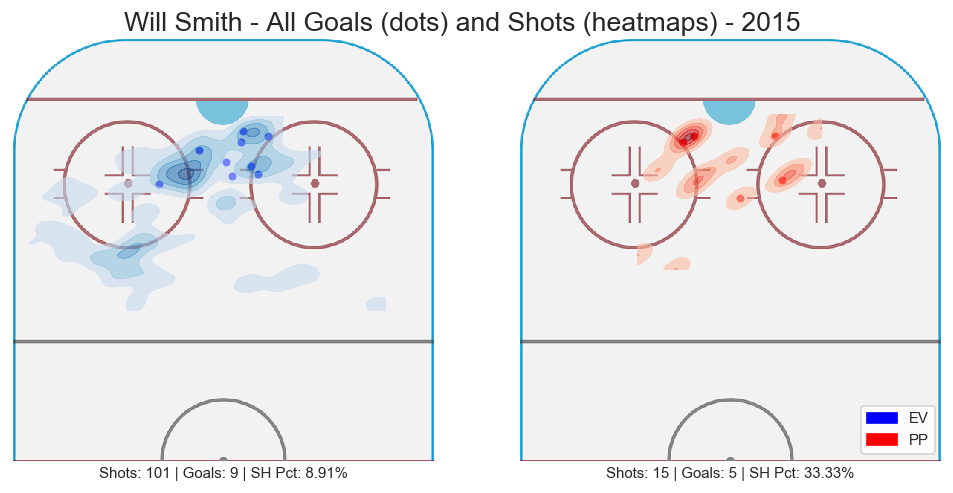 Will Smith - All Goals (dots) and Shots (heatmaps) - 2015
EV
PP
Shots: 101 | Goals: 9 | SH Pct: 8.91%
Shots: 15 | Goals: 5 | SH Pct: 33.33%